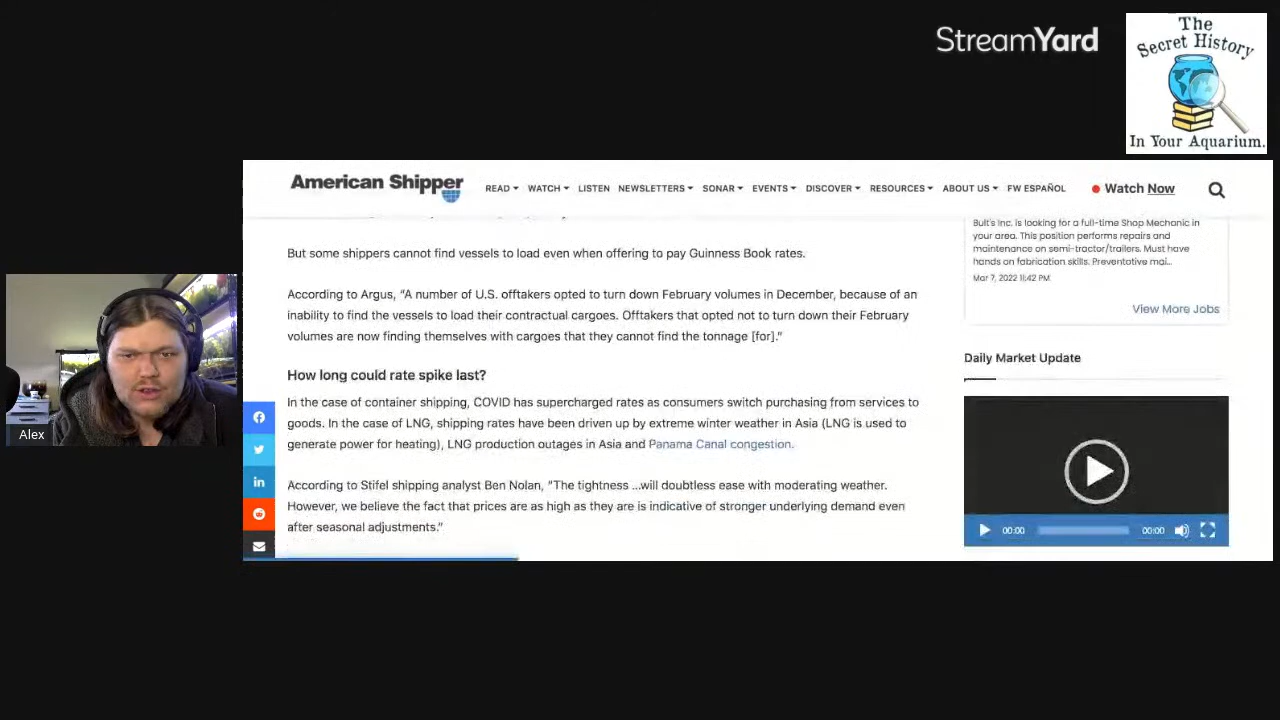 StreamYard
The
Secret History
In Your Aquarium.
American Shipper
READ WATCH LISTEN NEWSLETTERS SONAR EVENTS DISCOVER RESOURCES ABOUT US FW ESPAÑOL Watch Now
But some shippers cannot find vessels to load even when offering to pay Guinness Book rates.
According to Argus, “A number of U.S. offtakers opted to turn down February volumes in December, because of an
inability to find the vessels to load their contractual cargoes. Offtakers that opted not to turn down their February
volumes are now finding themselves with cargoes that they cannot find the tonnage [for].”
How long could rate spike last?
In the case of container shipping, COVID has supercharged rates as consumers switch purchasing from services to
goods. In the case of LNG, shipping rates have been driven up by extreme winter weather in Asia (LNG is used to
generate power for heating), LNG production outages in Asia and Panama Canal congestion.
According to Stifel shipping analyst Ben Nolan, “The tightness …will doubtless ease with moderating weather.
However, we believe the fact that prices are as high as they are is indicative of stronger underlying demand even
after seasonal adjustments.”
Bult's Inc. is looking for a full-time Shop Mechanic in
your area. This position performs repairs and
maintenance on semi-tractor/trailers. Must have
hands on fabrication skills. Preventative mai...
Mar 7, 2022 11:42 PM
View More Jobs
Daily Market Update
00:00 00:00
Alex